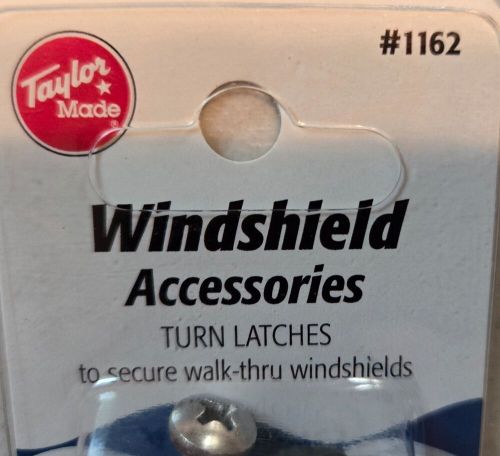 Taylor
Made
®
#1162
Windshield
Accessories
TURN LATCHES
to secure walk-thru windshields